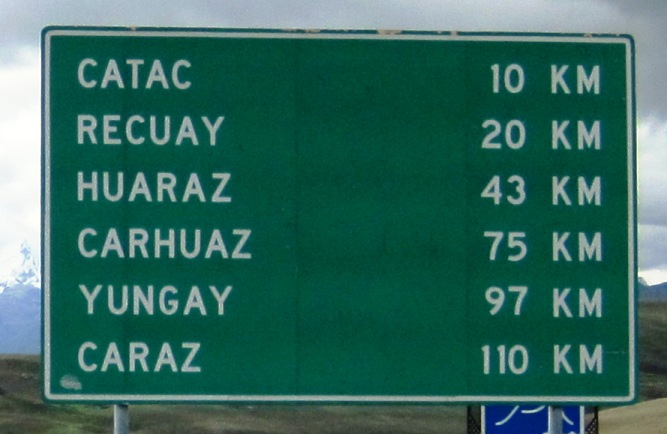 CATAC 10 KM
RECUAY 20 KM
HUARAZ 43 KM
CARHUAZ 75 KM
YUNGAY 97 KM
CARAZ 110 KM